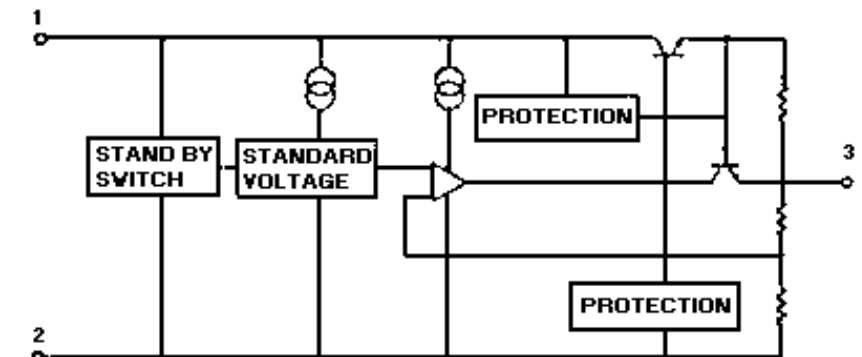 1
PROTECTION
STAND BY
SWITCH
STANDARD
VOLTAGE
3
PROTECTION
2